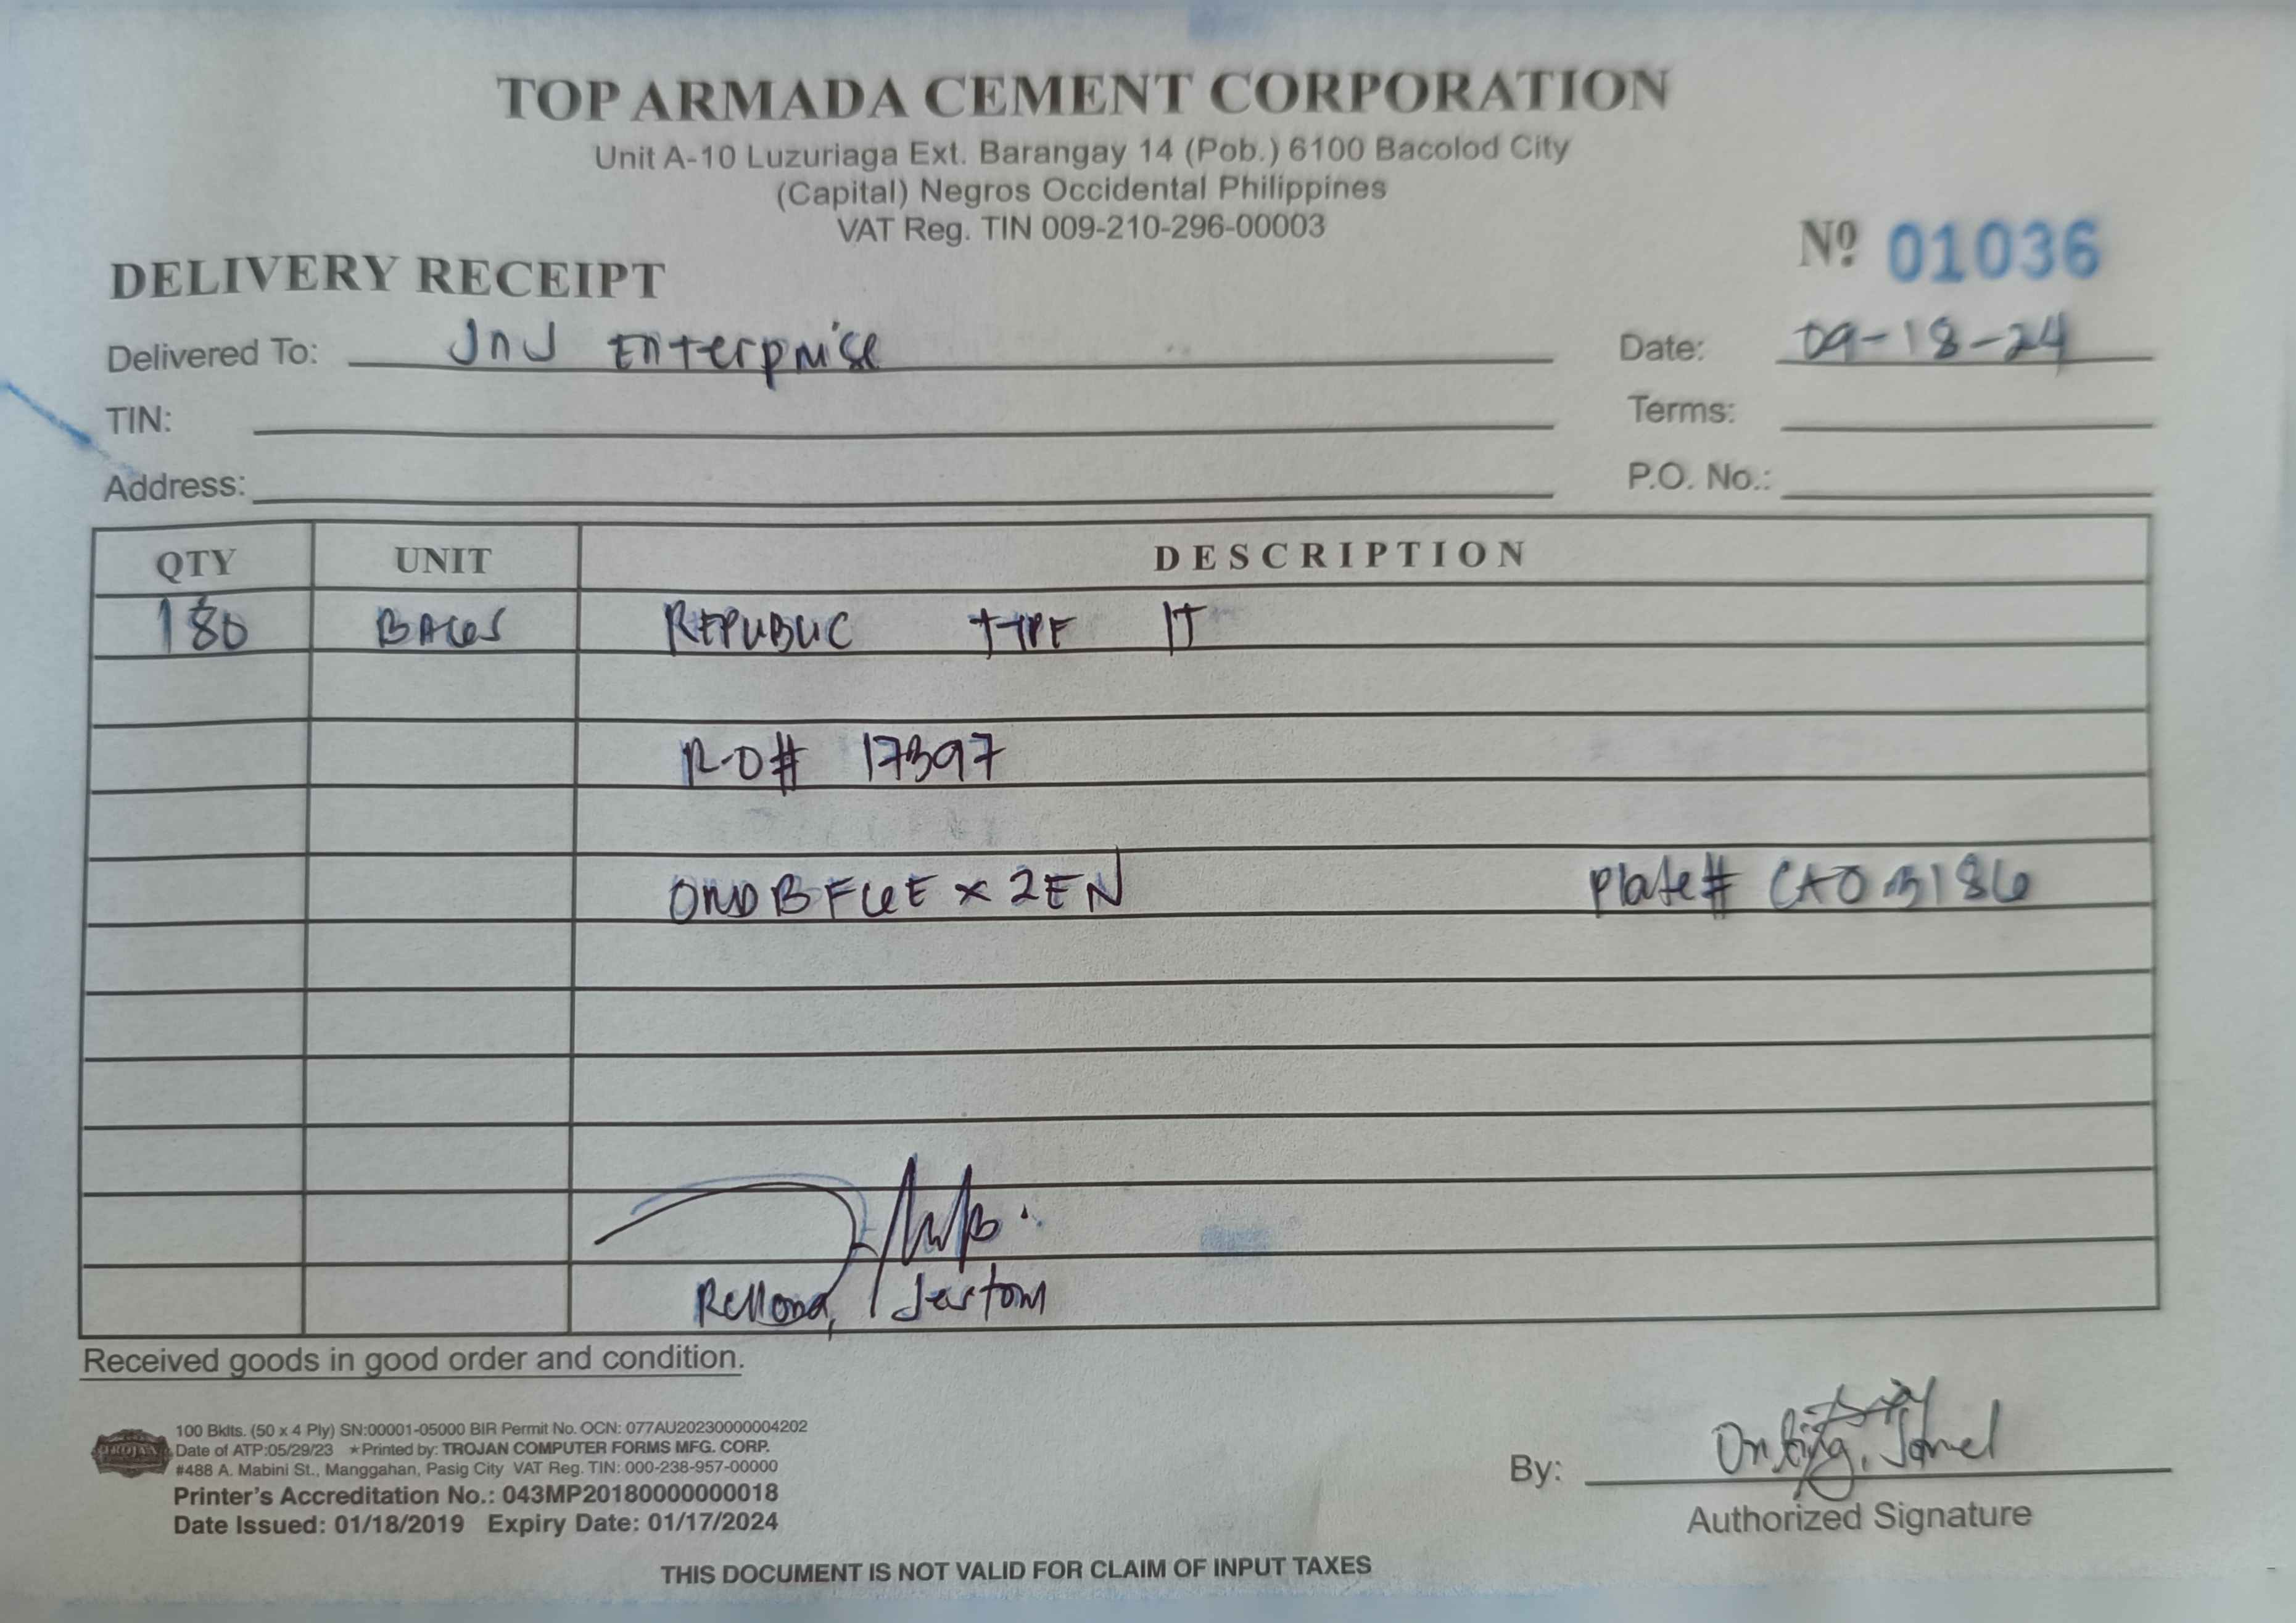 TOP ARMADA CEMENT CORPORATION
Unit A-10 Luzuriaga Ext. Barangay 14 (Pob.) 6100 Bacolod City
(Capital) Negros Occidental Philippines
VAT Reg. TIN 009-210-296-00003
Nº 01036
DELIVERY RECEIPT
Delivered To: JnJ Enterprise Date: 09-18-24
TIN: Terms:
Address: P.O. No.:
QTY UNIT DESCRIPTION
180 BAGS REPUBLIC TYPE 1T
R-O# 17397
Plate#
Jestom
Received goods in good order and condition.
100 Bklts. (50 x 4 Ply) SN:00001-05000 BIR Permit No. OCN: 077AU20230000004202
TROJAN Date of ATP:05/29/23 ★Printed by: TROJAN COMPUTER FORMS MFG. CORP.
#488 A. Mabini St., Manggahan, Pasig City VAT Reg. TIN: 000-238-957-00000
Printer's Accreditation No.: 043MP20180000000018
Date Issued: 01/18/2019 Expiry Date: 01/17/2024
By:
Authorized Signature
THIS DOCUMENT IS NOT VALID FOR CLAIM OF INPUT TAXES